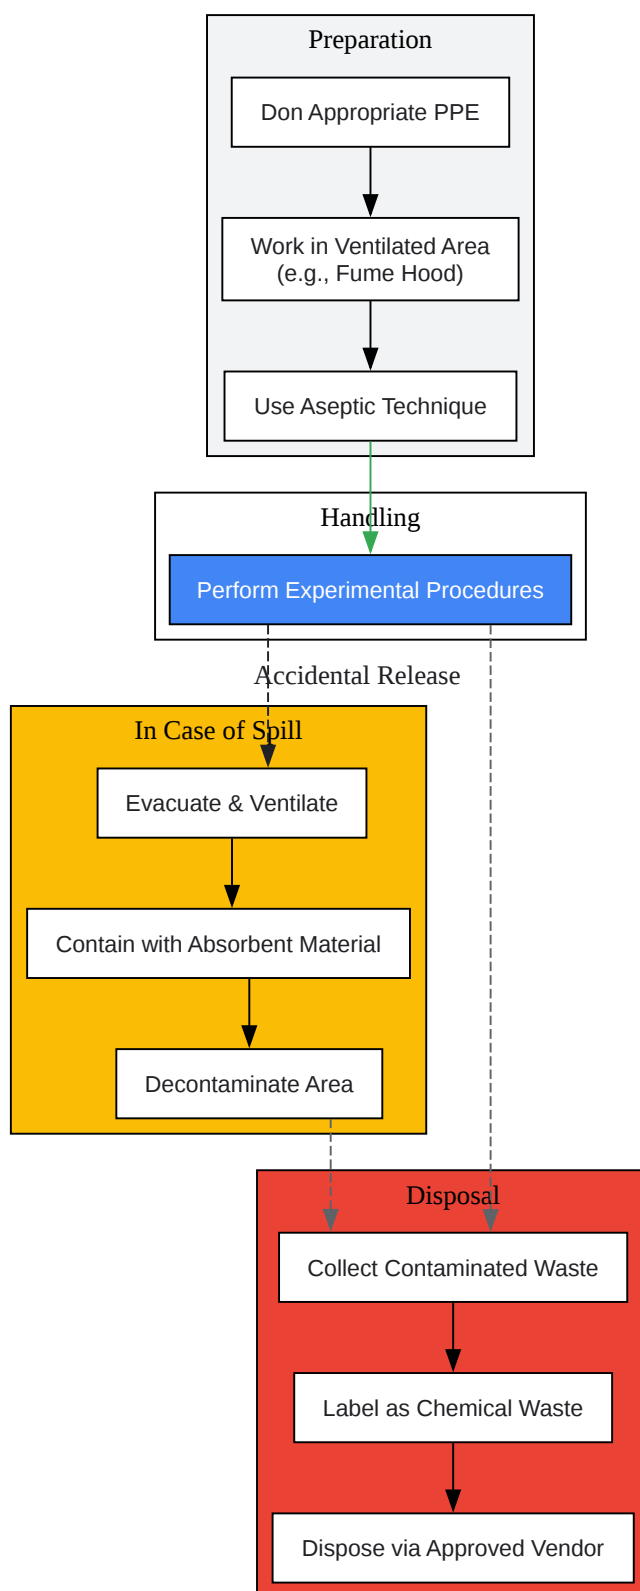 Preparation
Don Appropriate PPE
Work in Ventilated Area
(e.g., Fume Hood)
Use Aseptic Technique
Handling
Perform Experimental Procedures
Accidental Release
In Case of Spill
Evacuate & Ventilate
Contain with Absorbent Material
Decontaminate Area
Disposal
Collect Contaminated Waste
Label as Chemical Waste
Dispose via Approved Vendor